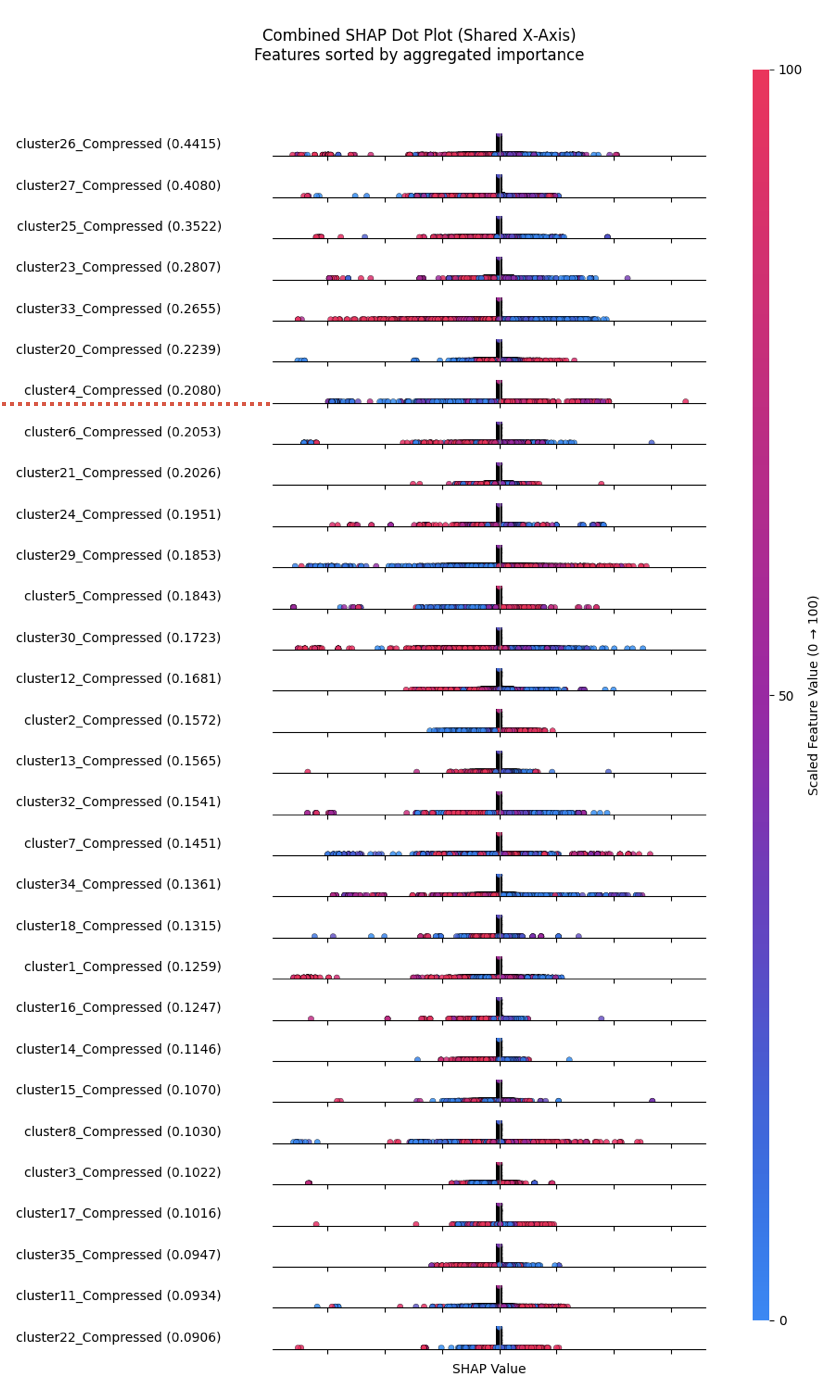 Combined SHAP Dot Plot (Shared X-Axis)
Features sorted by aggregated importance
100
cluster26_Compressed (0.4415)
cluster27_Compressed (0.4080)
cluster25_Compressed (0.3522)
cluster23_Compressed (0.2807)
cluster33_Compressed (0.2655)
cluster20_Compressed (0.2239)
cluster4_Compressed (0.2080)
cluster6_Compressed (0.2053)
cluster21_Compressed (0.2026)
cluster24_Compressed (0.1951)
cluster29_Compressed (0.1853)
cluster5_Compressed (0.1843)
cluster30_Compressed (0.1723)
cluster12_Compressed (0.1681)
50
cluster2_Compressed (0.1572)
Scaled Feature Value (0 → 100)
cluster13_Compressed (0.1565)
cluster32_Compressed (0.1541)
cluster7_Compressed (0.1451)
cluster34_Compressed (0.1361)
cluster18_Compressed (0.1315)
cluster1_Compressed (0.1259)
cluster16_Compressed (0.1247)
cluster14_Compressed (0.1146)
cluster15_Compressed (0.1070)
cluster8_Compressed (0.1030)
cluster3_Compressed (0.1022)
cluster17_Compressed (0.1016)
cluster35_Compressed (0.0947)
cluster11_Compressed (0.0934)
0
cluster22_Compressed (0.0906)
SHAP Value